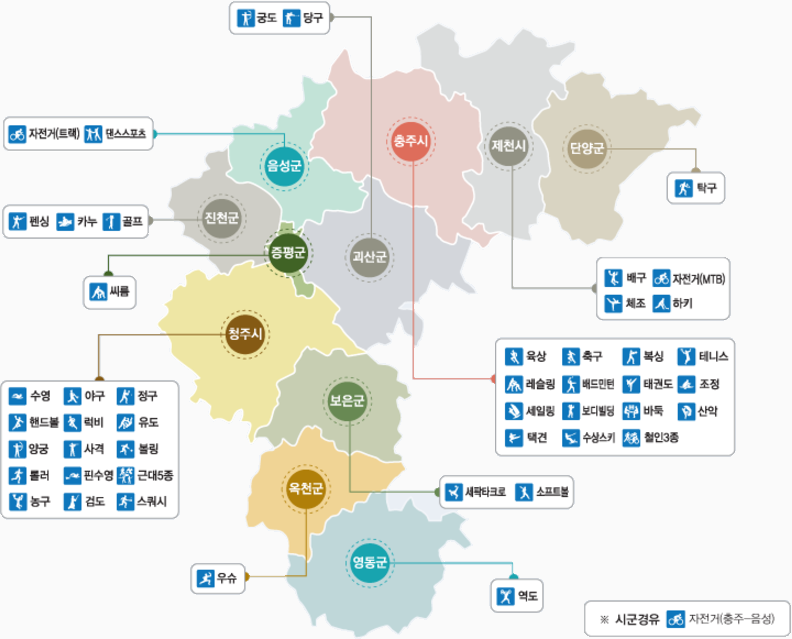 궁도 당구
자전거(트랙) 댄스스포츠
음성군
충주시
제천시
단양군
탁구
펜싱 카누 골프
진천군
증평군
괴산군
씨름
배구 자전거(MTB)
체조 하키
청주시
육상 축구 복싱 테니스
레슬링 배드민턴 태권도 조정
세일링 보디빌딩 바둑 산악
택견 수상스키 철인3종
수영 야구 정구
핸드볼 럭비 유도
양궁 사격 볼링
롤러 핀수영 근대5종
농구 검도 스쿼시
보은군
옥천군
세팍타크로 소프트볼
영동군
우슈
역도
※ 시군경유 자전거(충주-음성)